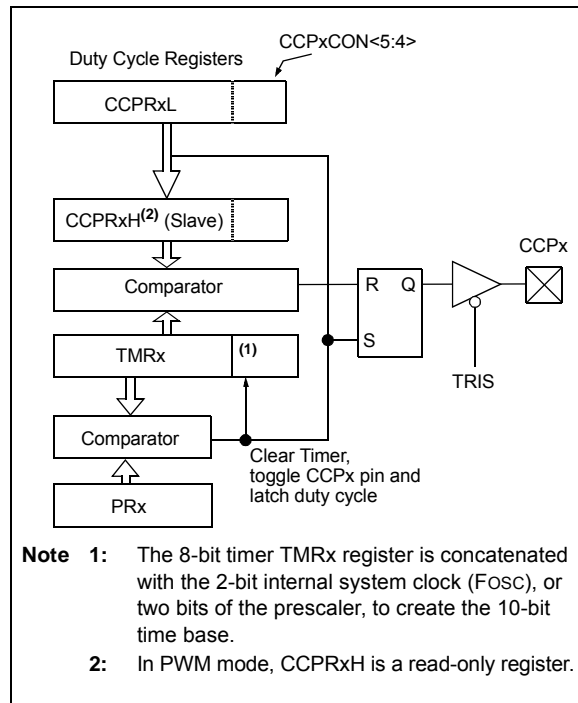 CCPxCON<5:4>
Duty Cycle Registers
CCPRxL
CCPRxH(2) (Slave)
CCPx
Comparator
R Q
TMRx (1)
S
TRIS
Comparator
Clear Timer,
toggle CCPx pin and
latch duty cycle
PRx
Note 1: The 8-bit timer TMRx register is concatenated
with the 2-bit internal system clock (FOSC), or
two bits of the prescaler, to create the 10-bit
time base.
2: In PWM mode, CCPRxH is a read-only register.